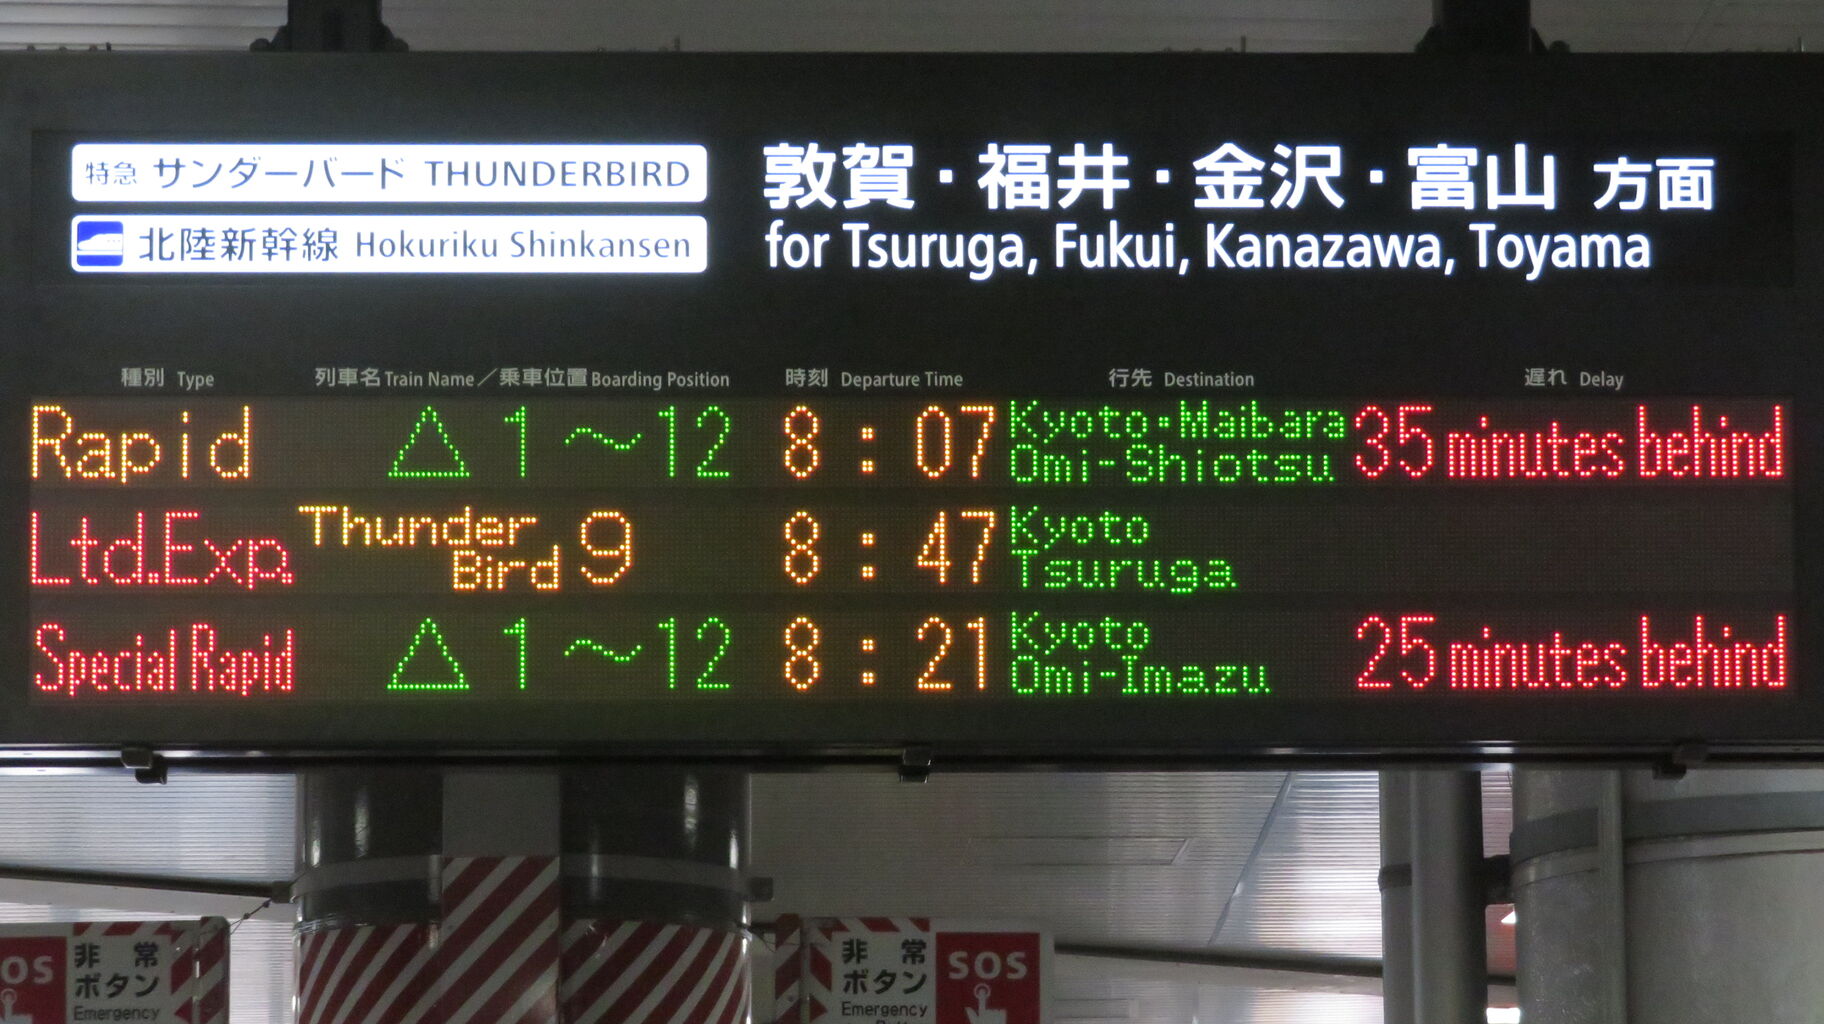 特急 サンダーバード THUNDERBIRD
北陸新幹線 Hokuriku Shinkansen
敦賀・福井・金沢・富山 方面
for Tsuruga, Fukui, Kanazawa, Toyama
種別 Type 列車名 Train Name／乗車位置 Boarding Position 時刻 Departure Time 行先 Destination 遅れ Delay
Rapid △ 1～12 8:07 Kyoto・Maibara Omi-Shiotsu 35 minutes behind
Ltd.Exp. Thunder Bird 9 8:47 Kyoto Tsuruga
Special Rapid △ 1～12 8:21 Kyoto Omi-Imazu 25 minutes behind
非常
ボタン
Emergency
非常
ボタン
Emergency
SOS